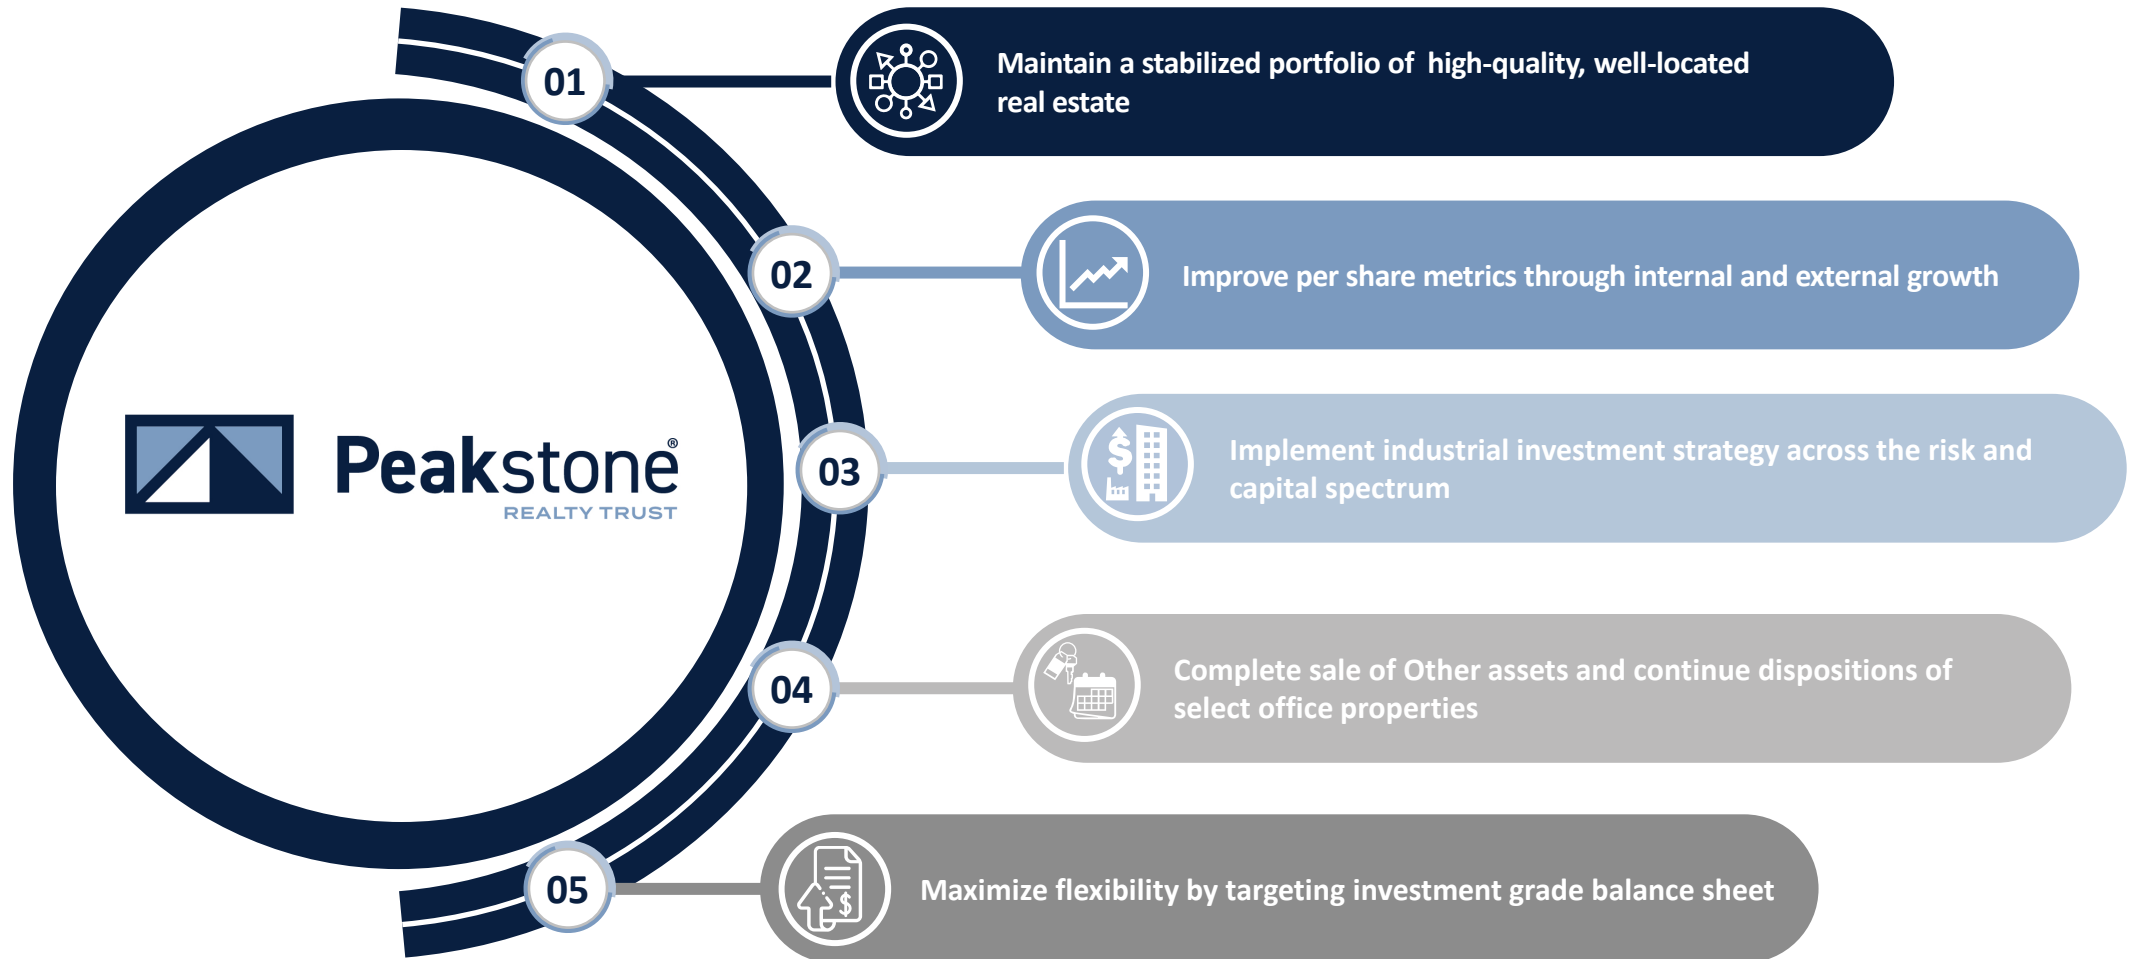 01
Maintain a stabilized portfolio of high-quality, well-located
real estate
02
Improve per share metrics through internal and external growth
Peakstone®
REALTY TRUST
03
Implement industrial investment strategy across the risk and
capital spectrum
$
04
Complete sale of Other assets and continue dispositions of
select office properties
05
Maximize flexibility by targeting investment grade balance sheet
$